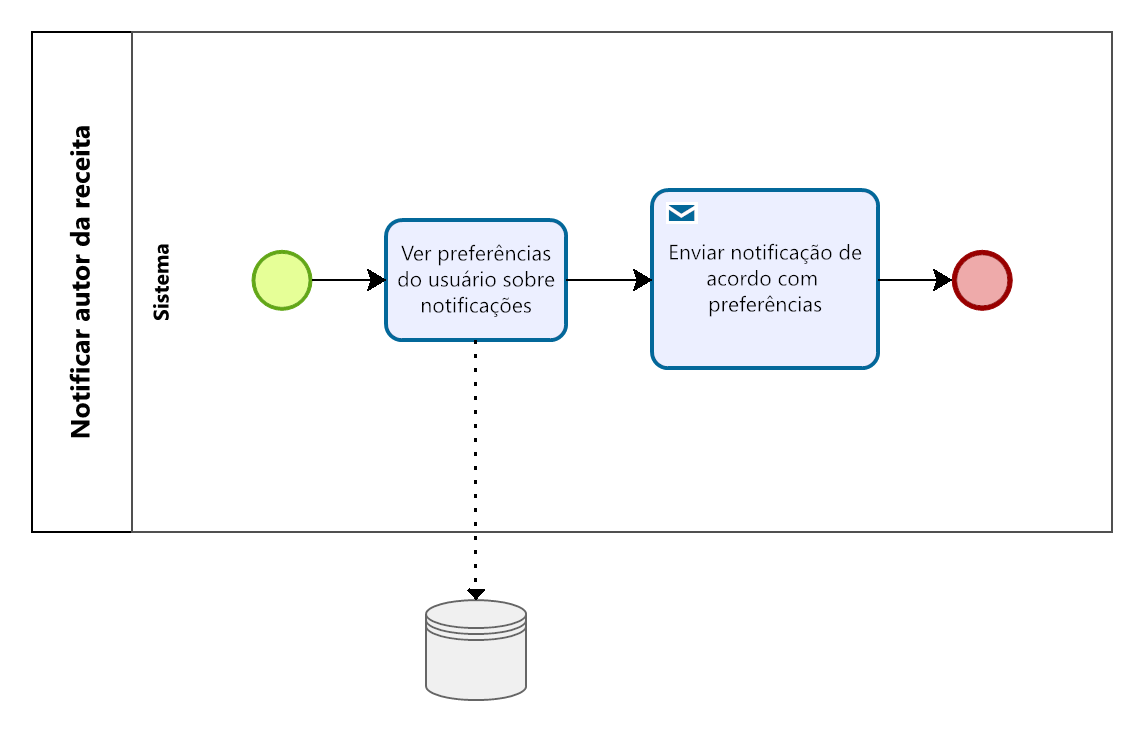 Notificar autor da receita
Sistema
Ver preferências
do usuário sobre
notificações
Enviar notificação de
acordo com
preferências